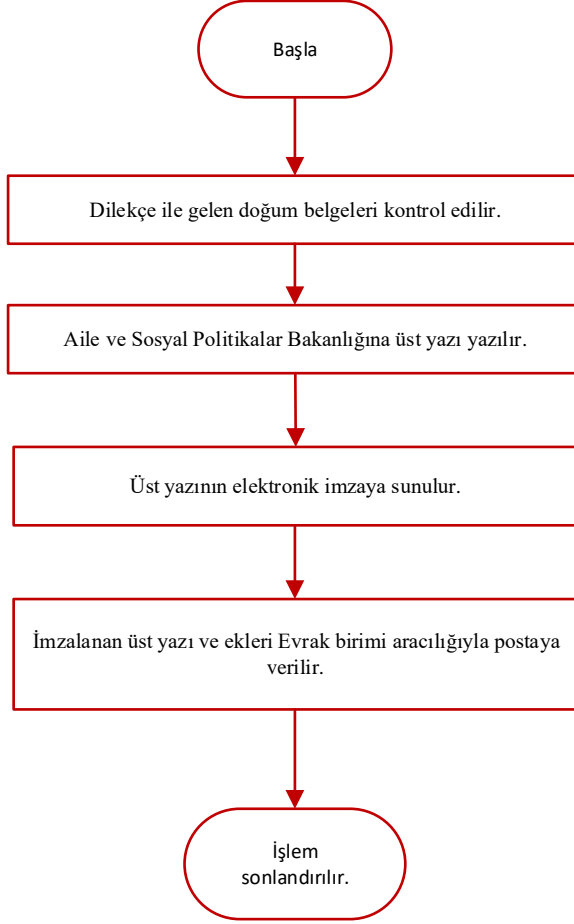 Başla
Dilekçe ile gelen doğum belgeleri kontrol edilir.
Aile ve Sosyal Politikalar Bakanlığına üst yazı yazılır.
Üst yazının elektronik imzaya sunulur.
İmzalanan üst yazı ve ekleri Evrak birimi aracılığıyla postaya
verilir.
İşlem
sonlandırılır.